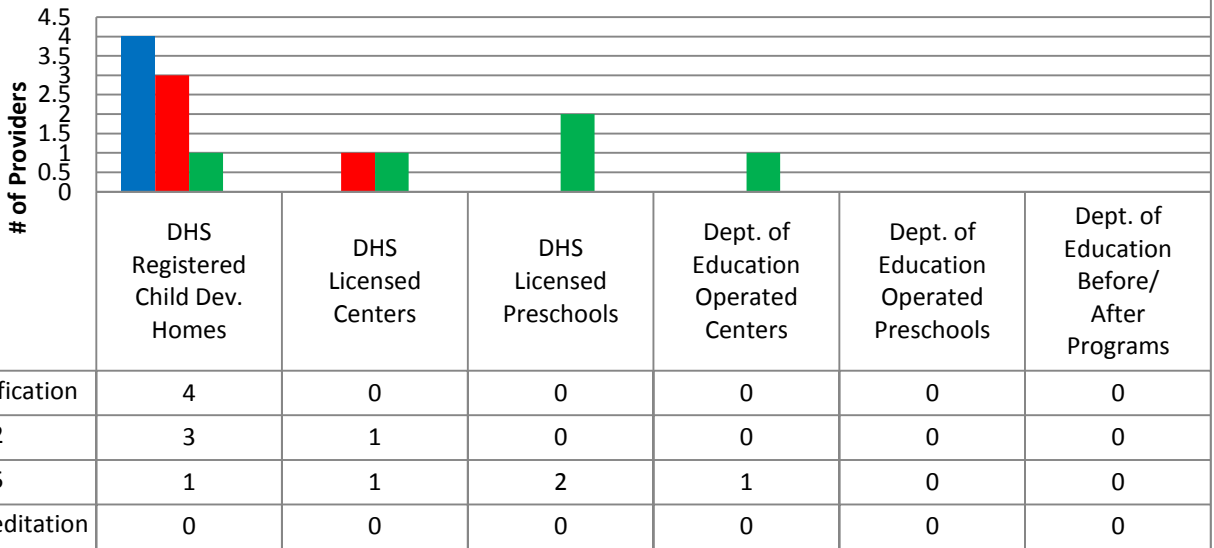 4.5
4
3.5
3
2.5
2
1.5
1
0.5
0
# of Providers
DHS
Registered
Child Dev.
Homes
DHS
Licensed
Centers
DHS
Licensed
Preschools
Dept. of
Education
Operated
Centers
Dept. of
Education
Operated
Preschools
Dept. of
Education
Before/
After
Programs
fication 4 0 0 0 0 0
2 3 1 0 0 0 0
1 1 2 1 0 0
editation 0 0 0 0 0 0